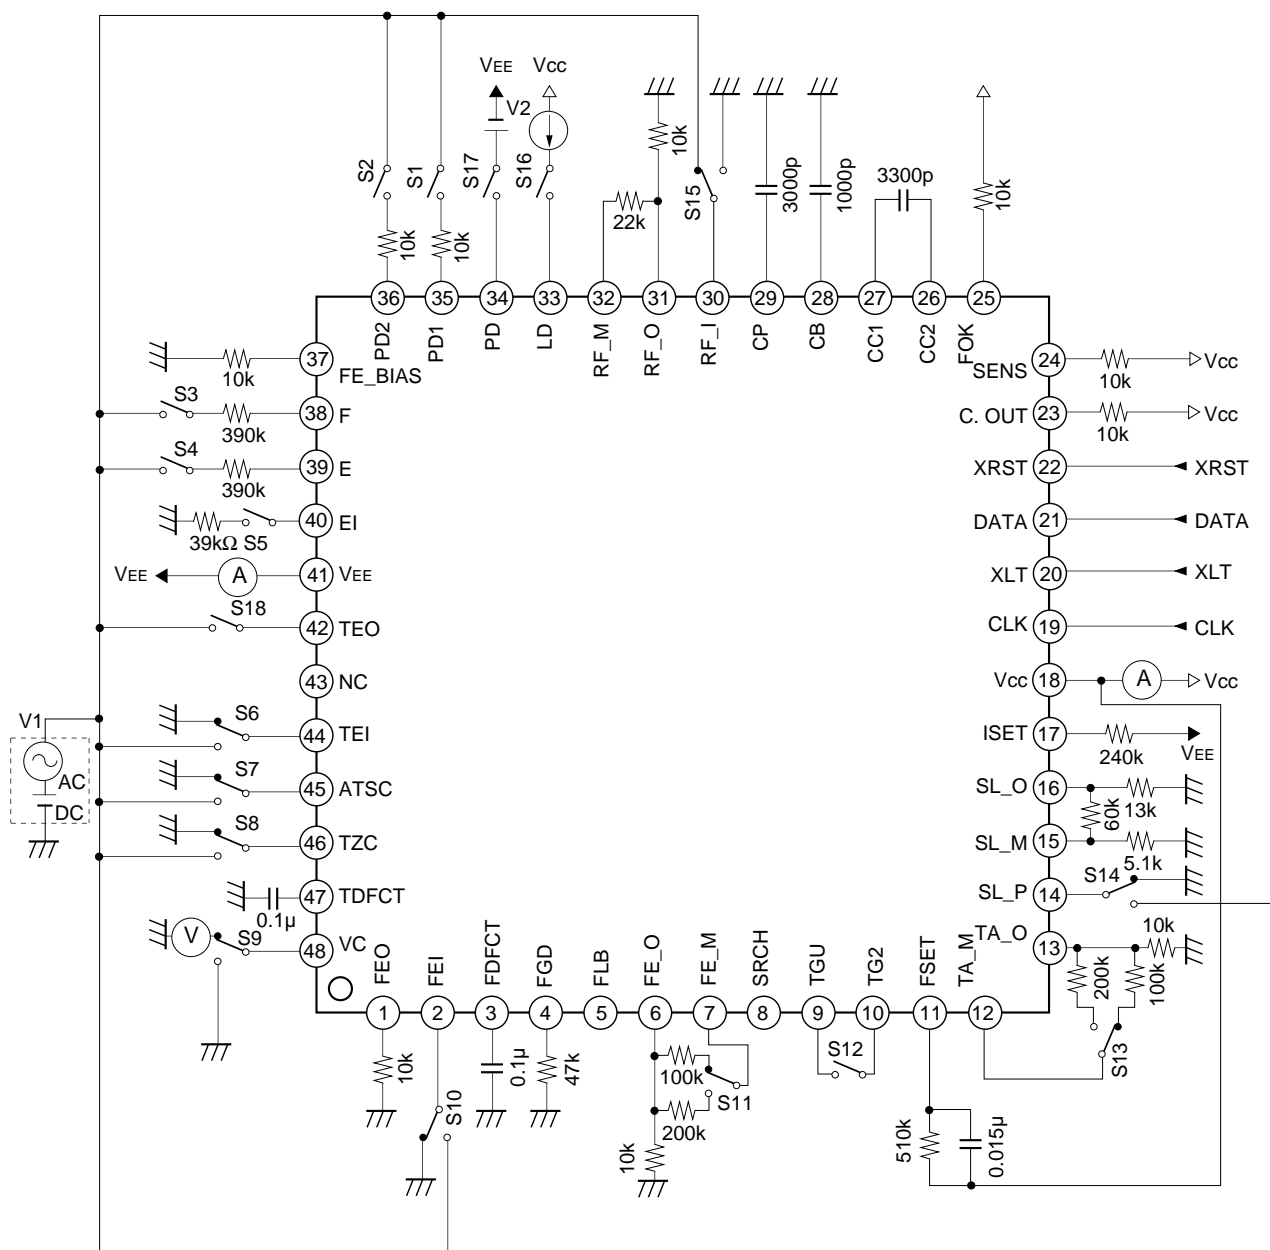 VEE
Vcc
V2
S2
S1
S17
S16
10k
10k
22k
10k
S15
3000p
1000p
3300p
10k
36
35
34
33
32
31
30
29
28
27
26
25
PD2
PD1
PD
LD
RF_M
RF_O
RF_I
CP
CB
CC1
CC2
FOK
37
FE_BIAS
10k
S3
38
F
390k
S4
39
E
390k
40
EI
39kΩ
S5
VEE
A
41
VEE
S18
42
TEO
43
NC
V1
AC
DC
S6
44
TEI
S7
45
ATSC
S8
46
TZC
47
TDFCT
0.1μ
V
S9
48
VC
24
SENS
10k
Vcc
23
C. OUT
10k
Vcc
22
XRST
XRST
21
DATA
DATA
20
XLT
XLT
19
CLK
CLK
Vcc
18
A
Vcc
ISET
17
240k
VEE
SL_O
16
13k
60k
SL_M
15
5.1k
S14
SL_P
14
TA_O
13
10k
200k
100k
S13
FEO
FEI
FDFCT
FGD
FLB
FE_O
FE_M
SRCH
TGU
TG2
FSET
TA_M
1
2
3
4
5
6
7
8
9
10
11
12
10k
S10
0.1μ
47k
100k
S11
200k
10k
S12
510k
0.015μ